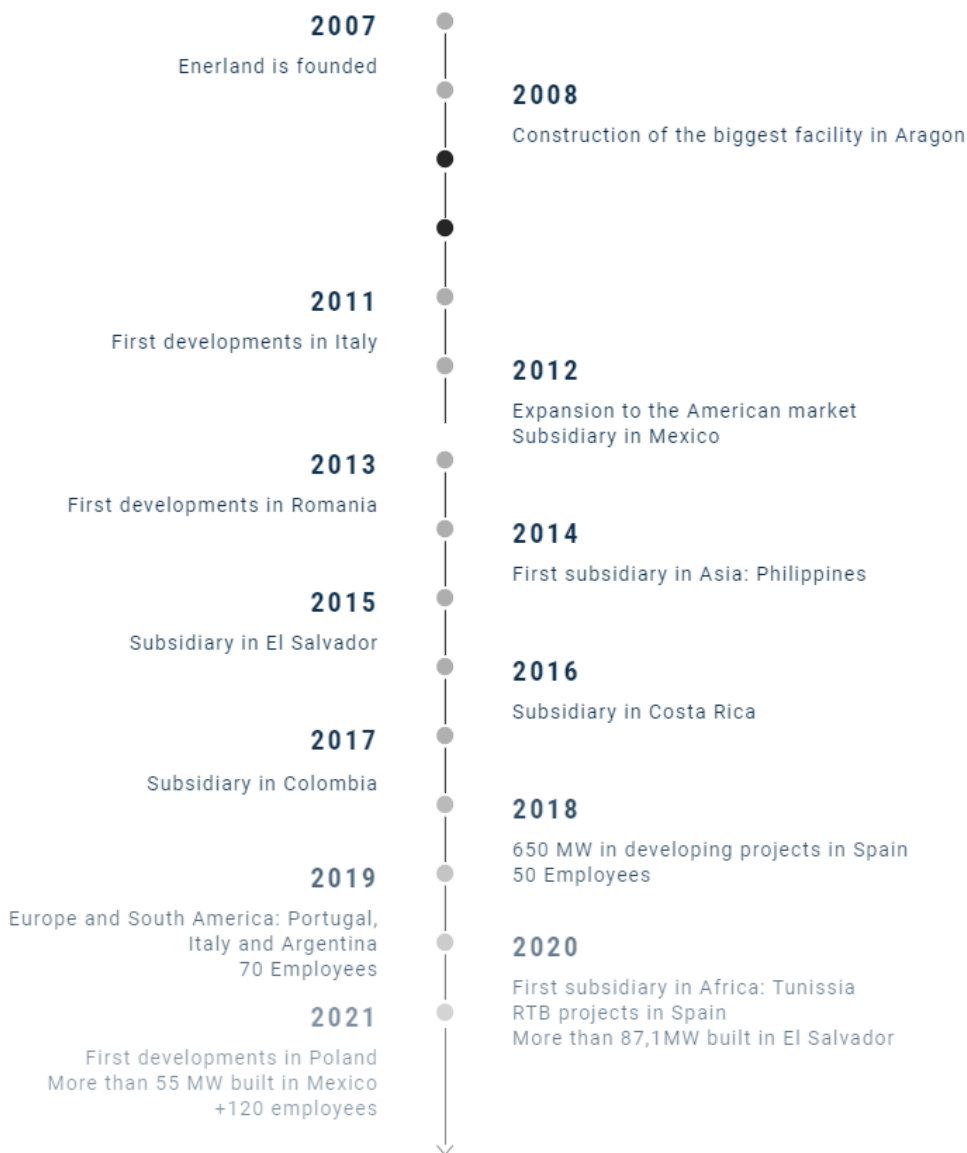 2007
Enerland is founded
2008
Construction of the biggest facility in Aragon
2011
First developments in Italy
2012
Expansion to the American market
Subsidiary in Mexico
2013
First developments in Romania
2014
First subsidiary in Asia: Philippines
2015
Subsidiary in El Salvador
2016
Subsidiary in Costa Rica
2017
Subsidiary in Colombia
2018
650 MW in developing projects in Spain
50 Employees
2019
Europe and South America: Portugal,
Italy and Argentina
70 Employees
2020
First subsidiary in Africa: Tunissia
RTB projects in Spain
More than 87,1MW built in El Salvador
2021
First developments in Poland
More than 55 MW built in Mexico
+120 employees